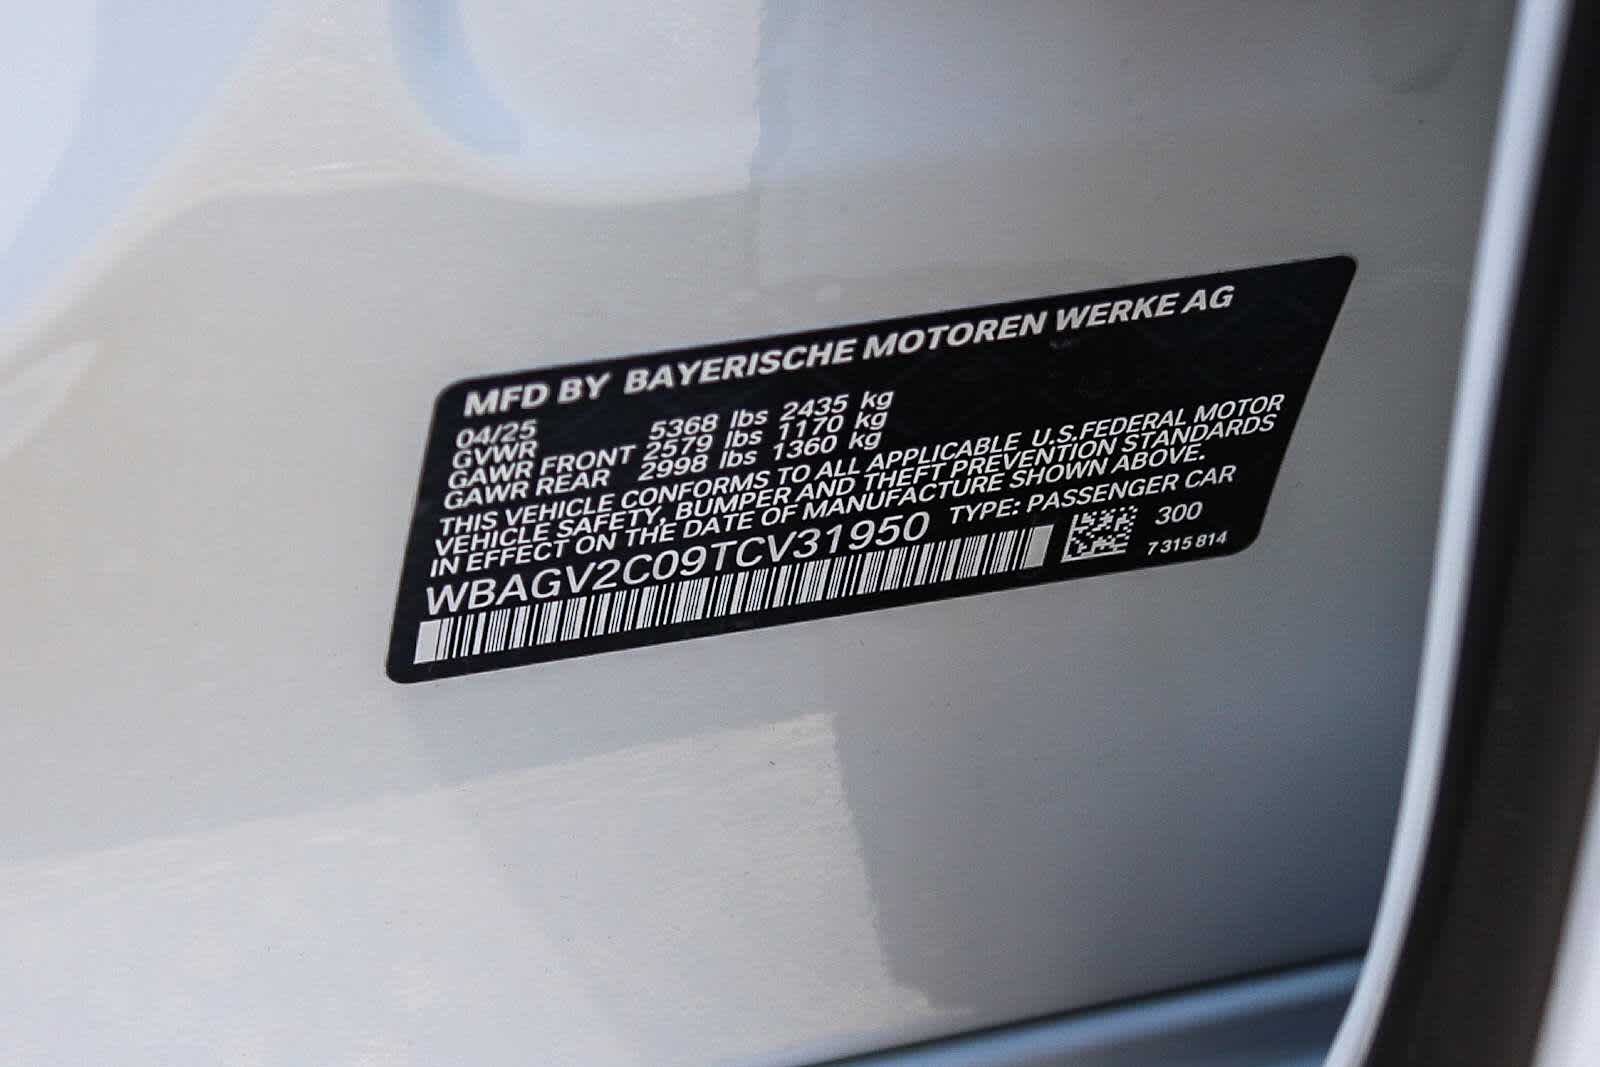 MFD BY BAYERISCHE MOTOREN WERKE AG
04/25
GVWR 5368 lbs 2435 kg
GAWR FRONT 2579 lbs 1170 kg
GAWR REAR 2998 lbs 1360 kg
THIS VEHICLE CONFORMS TO ALL APPLICABLE U.S.FEDERAL MOTOR
VEHICLE SAFETY, BUMPER AND THEFT PREVENTION STANDARDS
IN EFFECT ON THE DATE OF MANUFACTURE SHOWN ABOVE.
WBAGV2C09TCV31950 TYPE: PASSENGER CAR
300
7 315 814